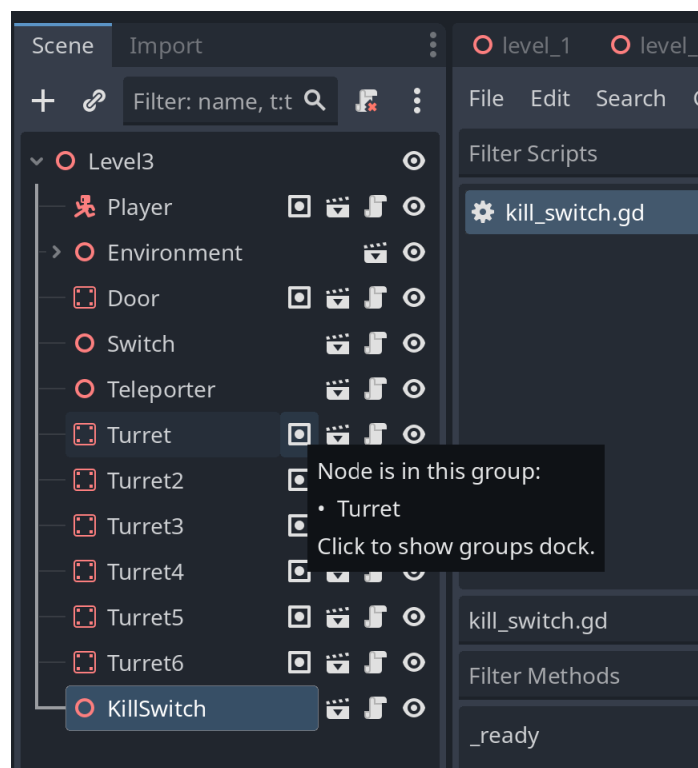 Scene
Import
level_1
level_
Filter: name, t:t
File
Edit
Search
Level3
Filter Scripts
Player
kill_switch.gd
Environment
Door
Switch
Teleporter
Turret
Node is in this group:
• Turret
Click to show groups dock.
Turret2
Turret3
Turret4
Turret5
kill_switch.gd
Turret6
Filter Methods
KillSwitch
_ready